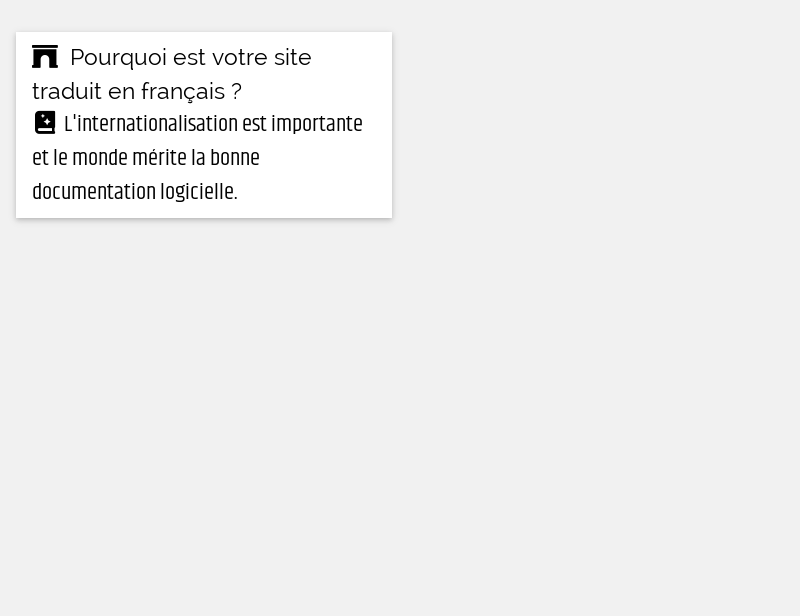 Pourquoi est votre site
traduit en français ?
L'internationalisation est importante
et le monde mérite la bonne
documentation logicielle.